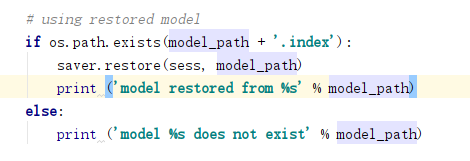 # using restored model
if os.path.exists(model_path + '.index'):
    saver.restore(sess, model_path)
    print ('model restored from %s' % model_path)
else:
    print ('model %s does not exist' % model_path)